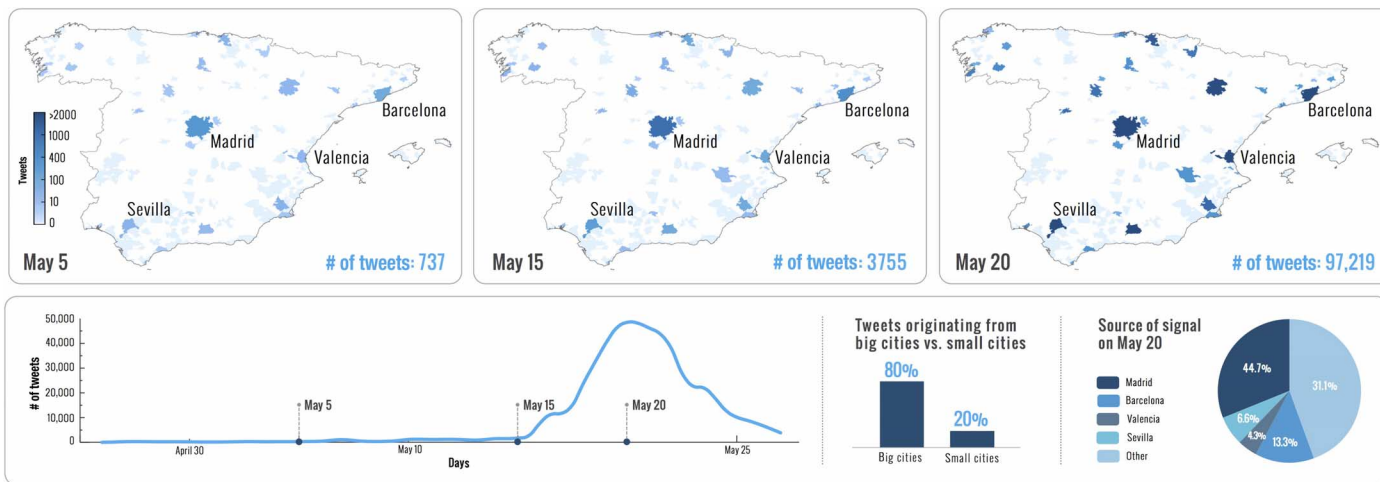 >2000
1000
400
100
10
0
Tweets
Barcelona
Madrid
Valencia
Sevilla
May 5
# of tweets: 737
Barcelona
Madrid
Valencia
Sevilla
May 15
# of tweets: 3755
Barcelona
Madrid
Valencia
Sevilla
May 20
# of tweets: 97,219
# of tweets
50,000
40,000
30,000
20,000
10,000
0
May 5
May 15
May 20
April 30
May 10
May 25
Days
Tweets originating from
big cities vs. small cities
80%
20%
Big cities
Small cities
Source of signal
on May 20
Madrid
Barcelona
Valencia
Sevilla
Other
44.7%
31.1%
6.6%
4.3%
13.3%